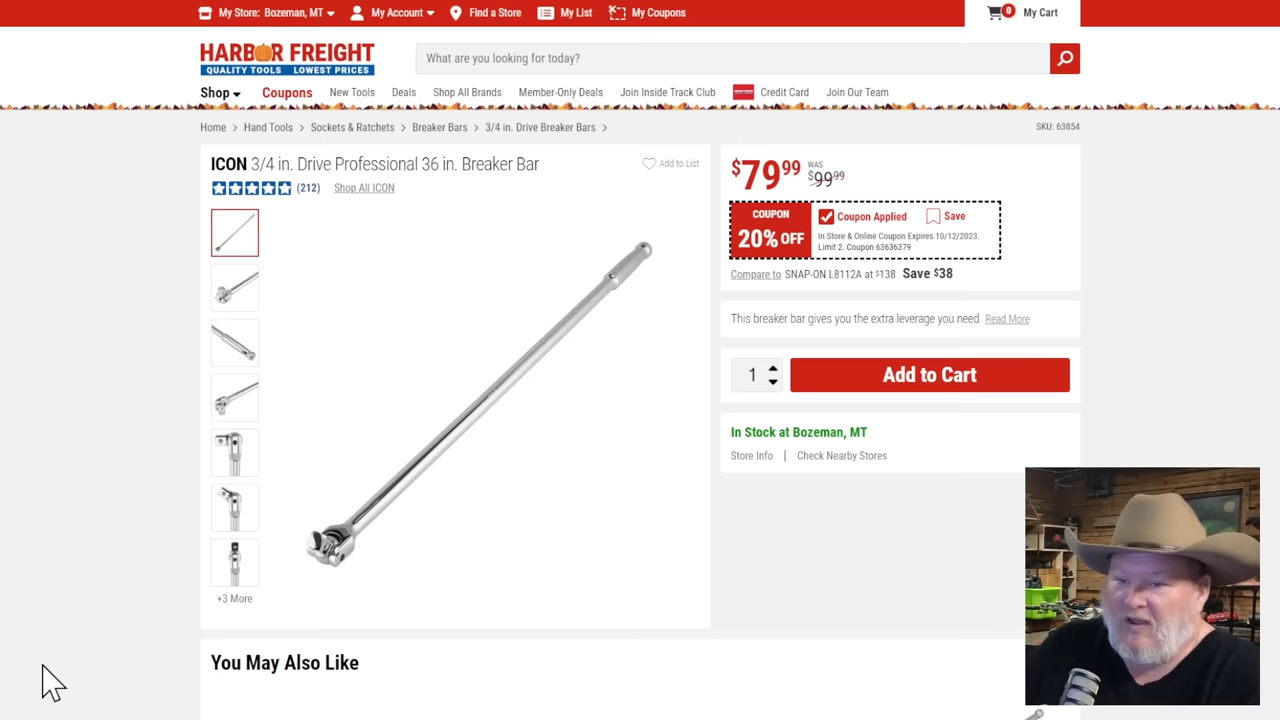 My Store: Bozeman, MT
My Account
Find a Store
My List
My Coupons
0
My Cart
HARBOR FREIGHT
QUALITY TOOLS LOWEST PRICES
What are you looking for today?
Shop
Coupons
New Tools
Deals
Shop All Brands
Member-Only Deals
Join Inside Track Club
Credit Card
Join Our Team
Home > Hand Tools > Sockets & Ratchets > Breaker Bars > 3/4 in. Drive Breaker Bars >
SKU: 63854
ICON 3/4 in. Drive Professional 36 in. Breaker Bar
Add to List
(212)
Shop All ICON
+3 More
$79.99
WAS
$99.99
COUPON
20% OFF
Coupon Applied
Save
In Store & Online Coupon Expires 10/12/2023.
Limit 2. Coupon 63636379
Compare to SNAP-ON L8112A at $138 Save $38
This breaker bar gives you the extra leverage you need Read More
1
Add to Cart
In Stock at Bozeman, MT
Store Info | Check Nearby Stores
You May Also Like